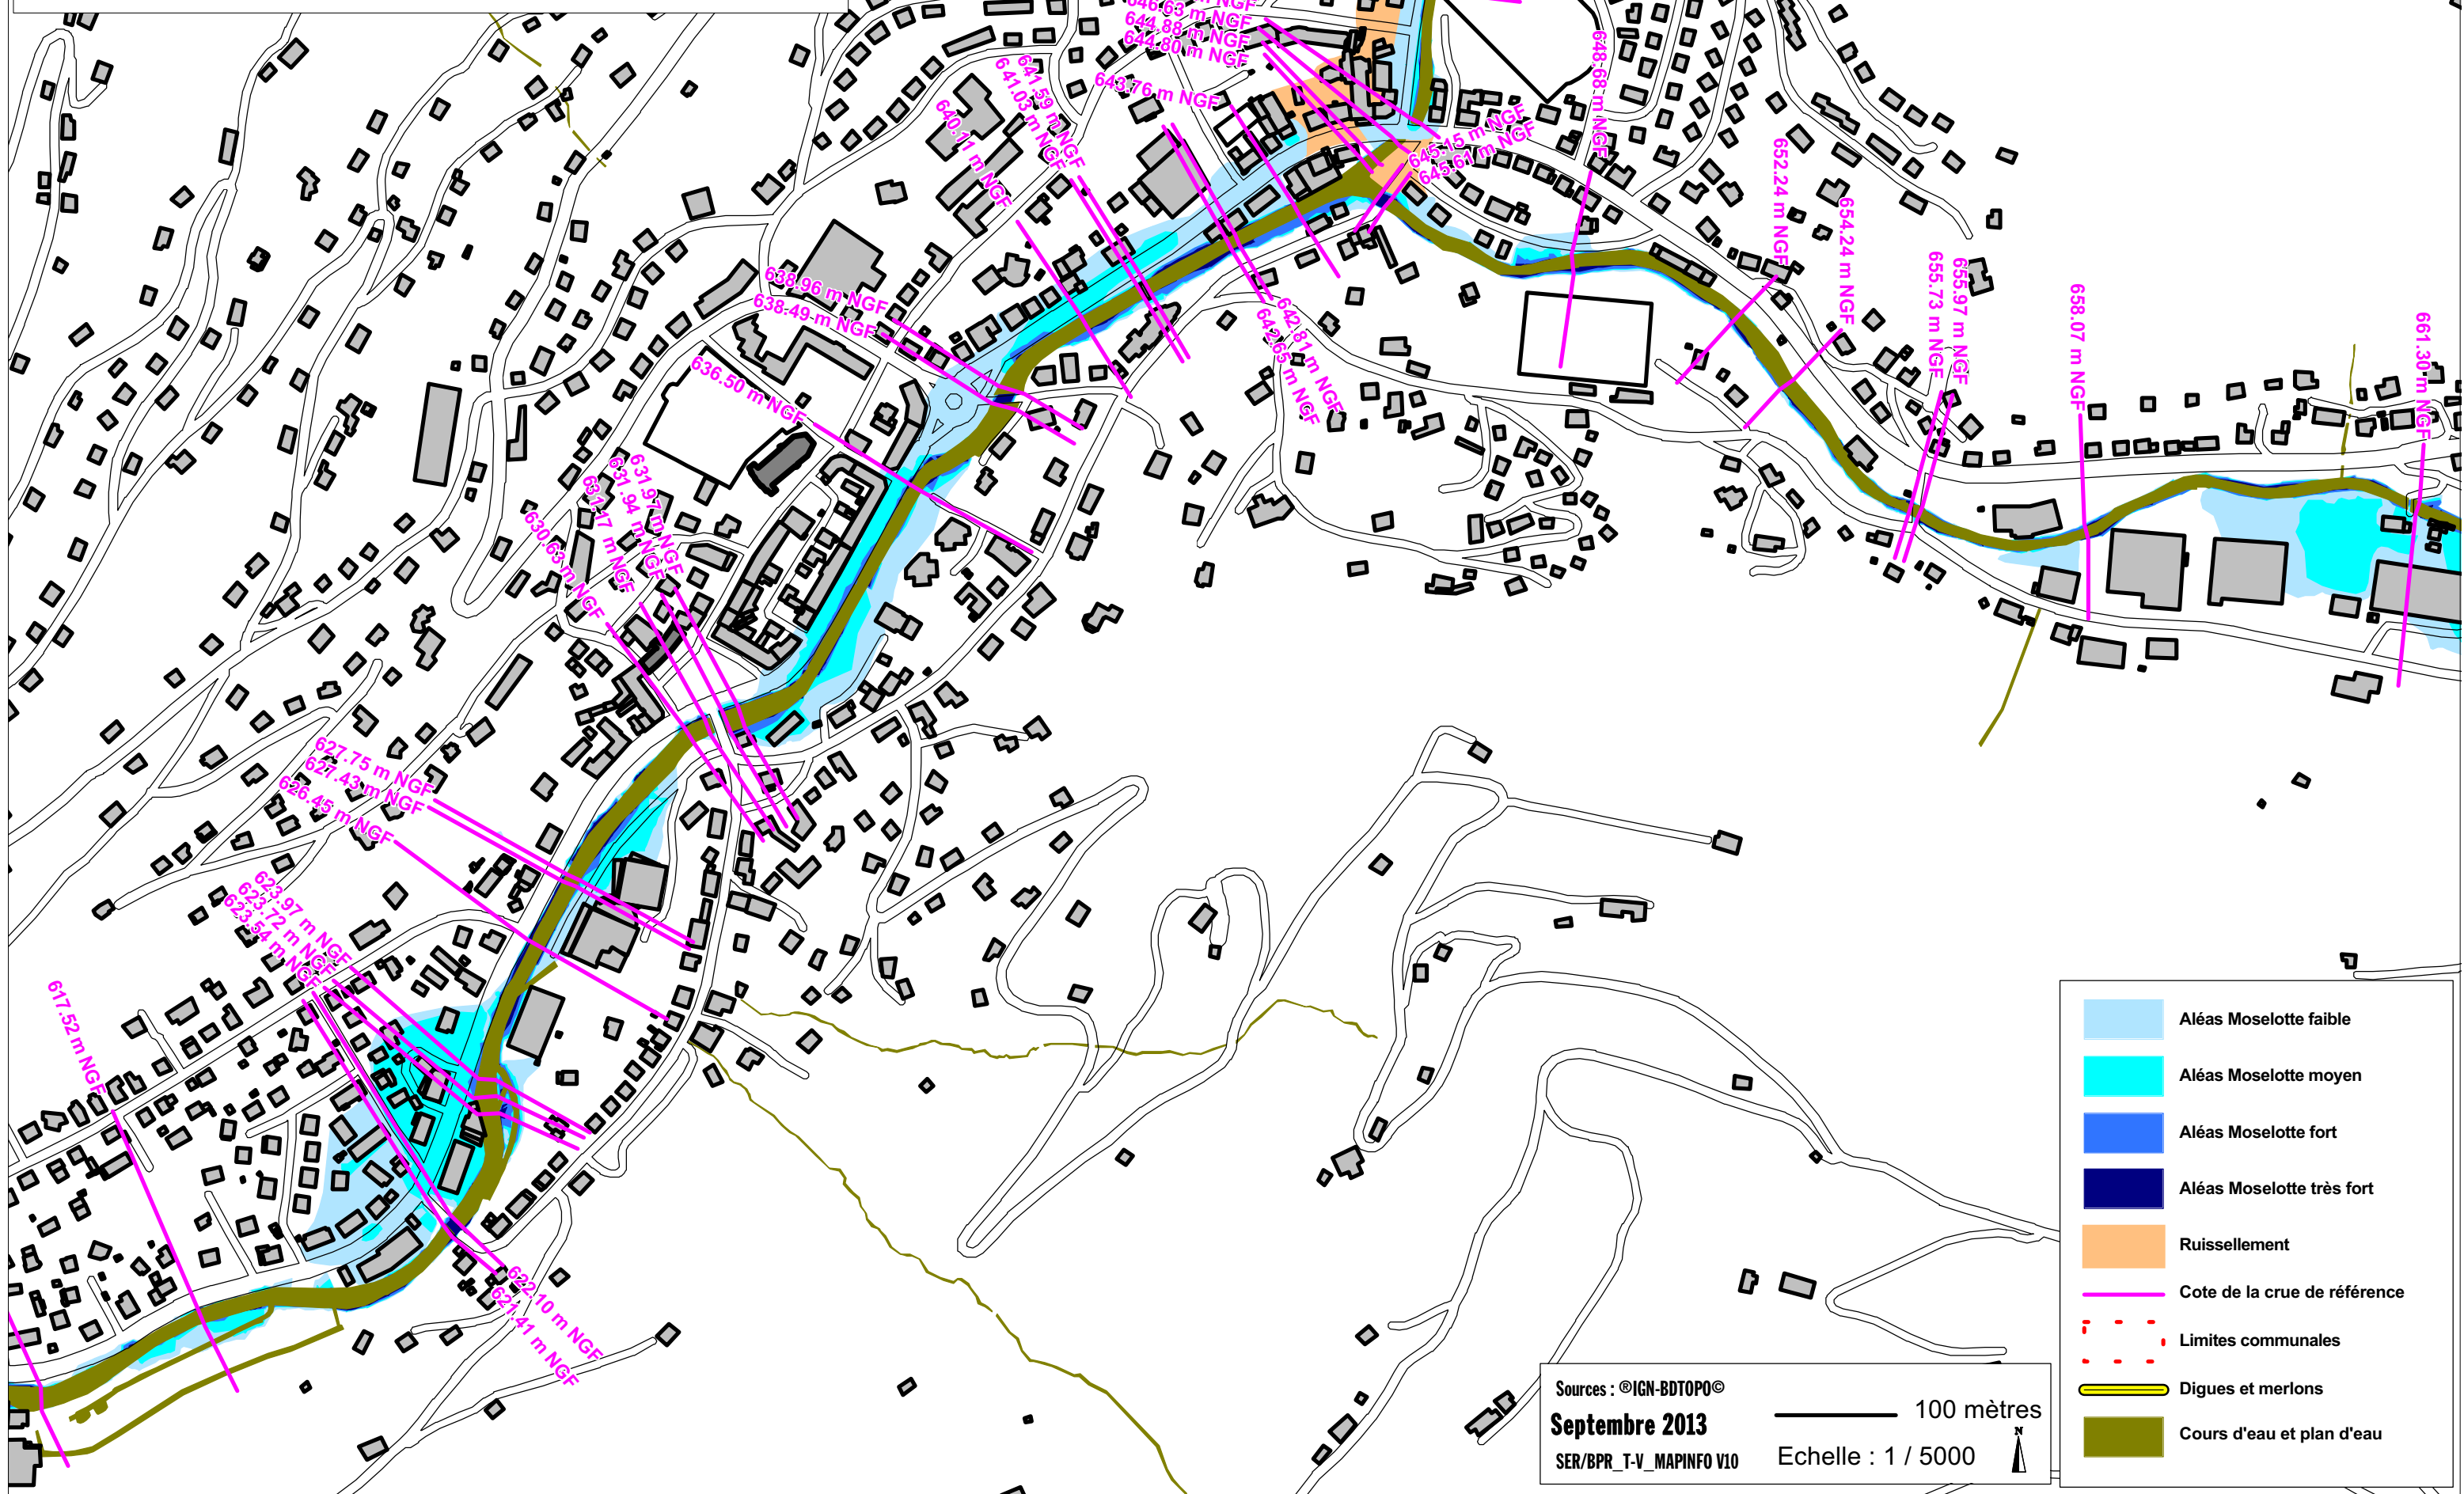 646.63 m NGF
644.88 m NGF
644.80 m NGF
643.76 m NGF
641.59 m NGF
641.03 m NGF
640.11 m NGF
645.15 m NGF
645.61 m NGF
648.68 m NGF
652.24 m NGF
654.24 m NGF
655.97 m NGF
655.73 m NGF
658.07 m NGF
661.30 m NGF
638.96 m NGF
638.49 m NGF
642.81 m NGF
642.65 m NGF
636.50 m NGF
631.97 m NGF
631.94 m NGF
631.17 m NGF
630.63 m NGF
627.75 m NGF
627.43 m NGF
626.45 m NGF
623.97 m NGF
623.72 m NGF
623.54 m NGF
617.52 m NGF
622.10 m NGF
621.41 m NGF
Aléas Moselotte faible
Aléas Moselotte moyen
Aléas Moselotte fort
Aléas Moselotte très fort
Ruissellement
Cote de la crue de référence
Limites communales
Digues et merlons
Cours d'eau et plan d'eau
Sources : ®IGN-BDTOPO©
Septembre 2013
SER/BPR_T-V_MAPINFO V10
100 mètres
Echelle : 1 / 5000
N